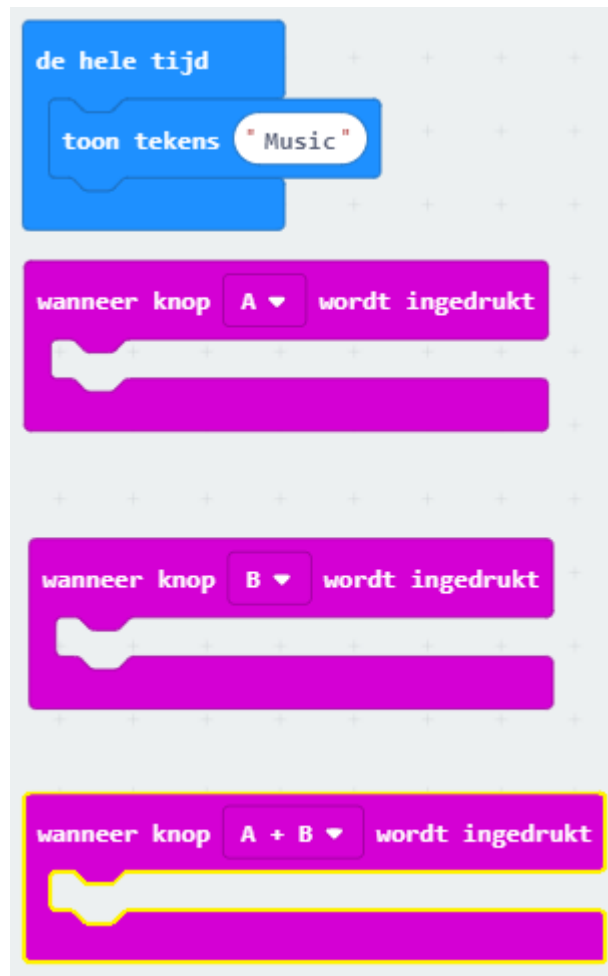 de hele tijd
toon tekens "Music"
wanneer knop A wordt ingedrukt
wanneer knop B wordt ingedrukt
wanneer knop A + B wordt ingedrukt